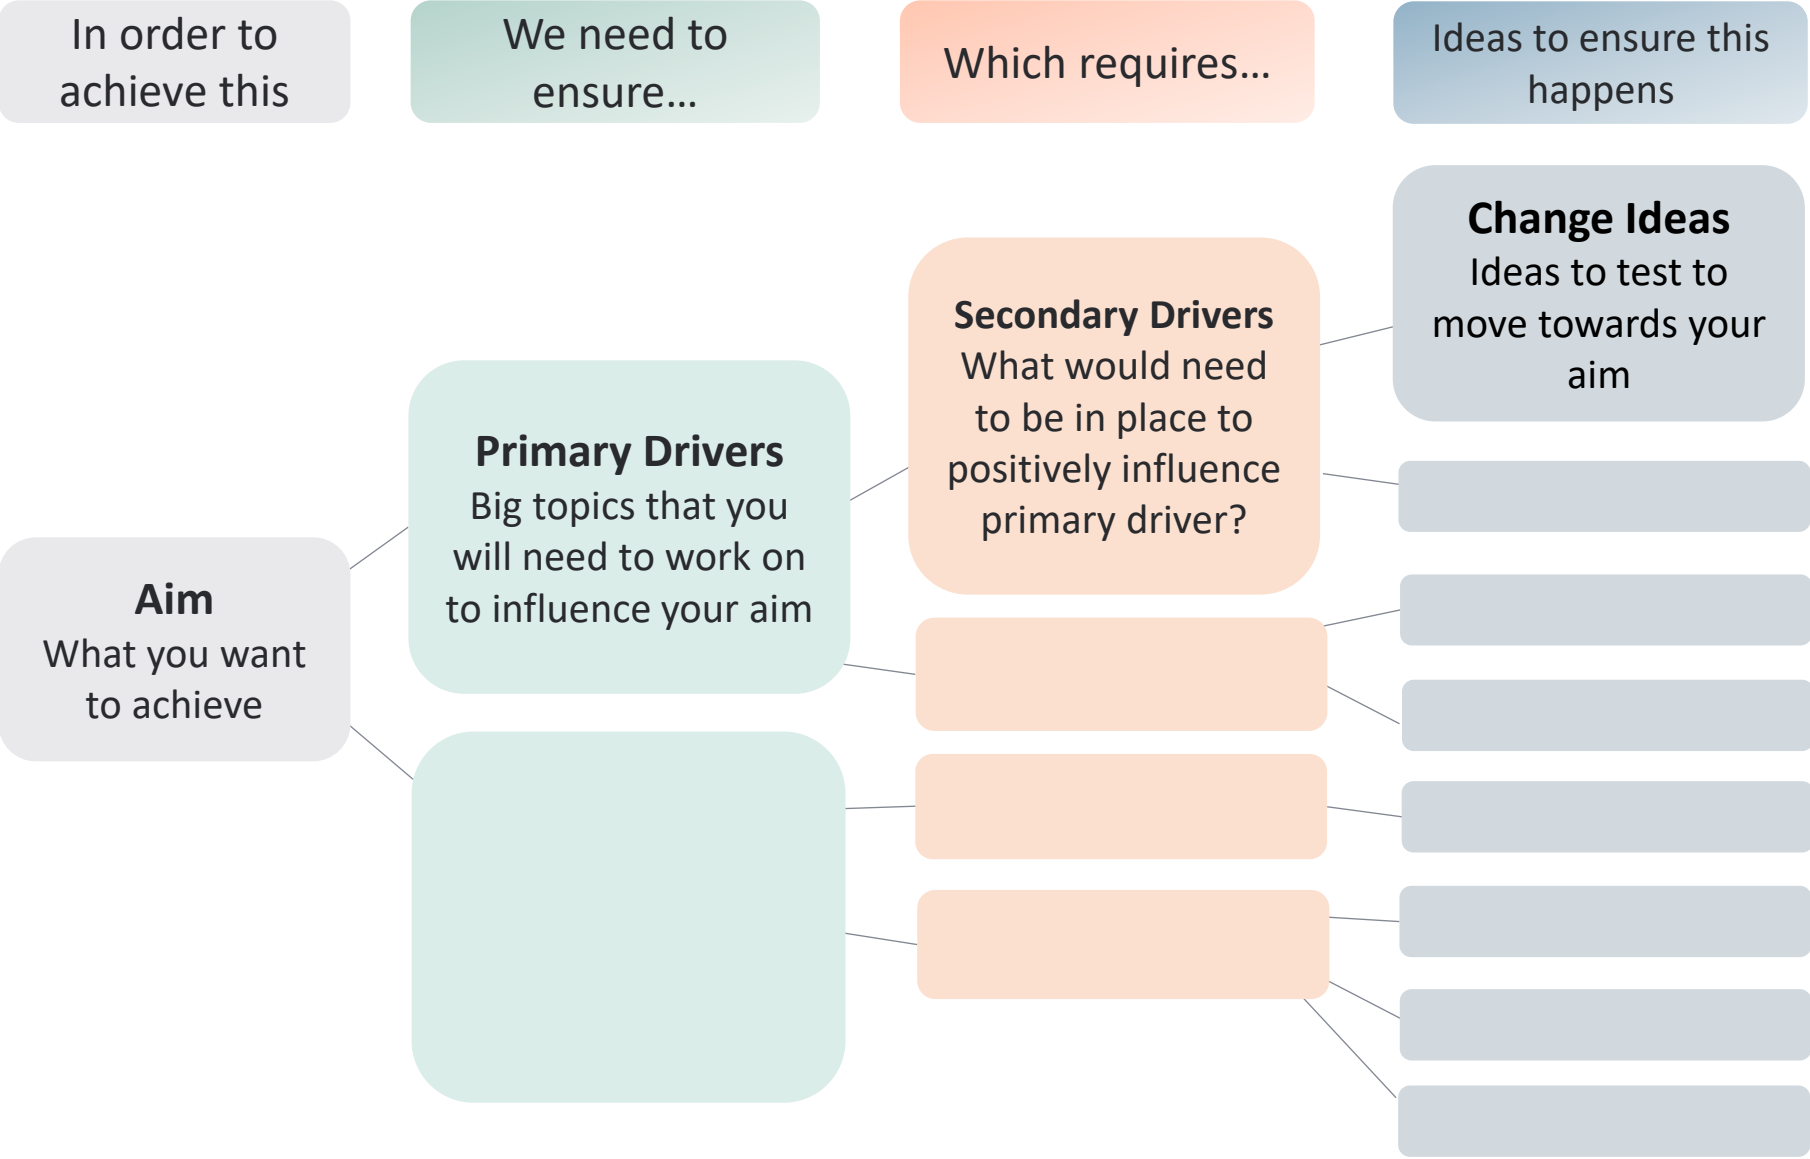 In order to
achieve this
We need to
ensure...
Which requires...
Ideas to ensure this
happens
Aim
What you want
to achieve
Primary Drivers
Big topics that you
will need to work on
to influence your aim
Secondary Drivers
What would need
to be in place to
positively influence
primary driver?
Change Ideas
Ideas to test to
move towards your
aim